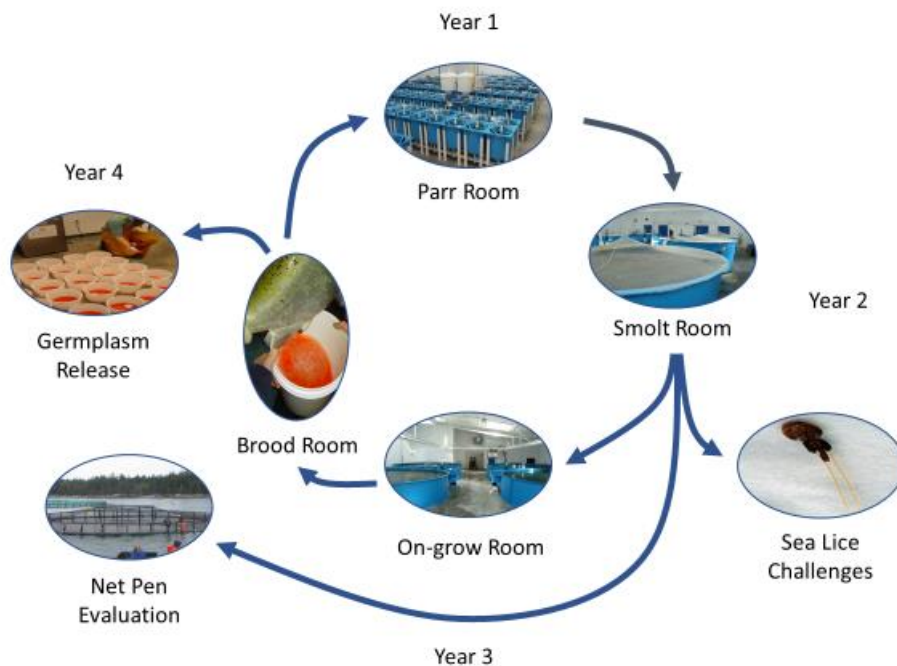 Year 1
Parr Room
Year 4
Germplasm
Release
Smolt Room
Year 2
Brood Room
On-grow Room
Sea Lice
Challenges
Net Pen
Evaluation
Year 3